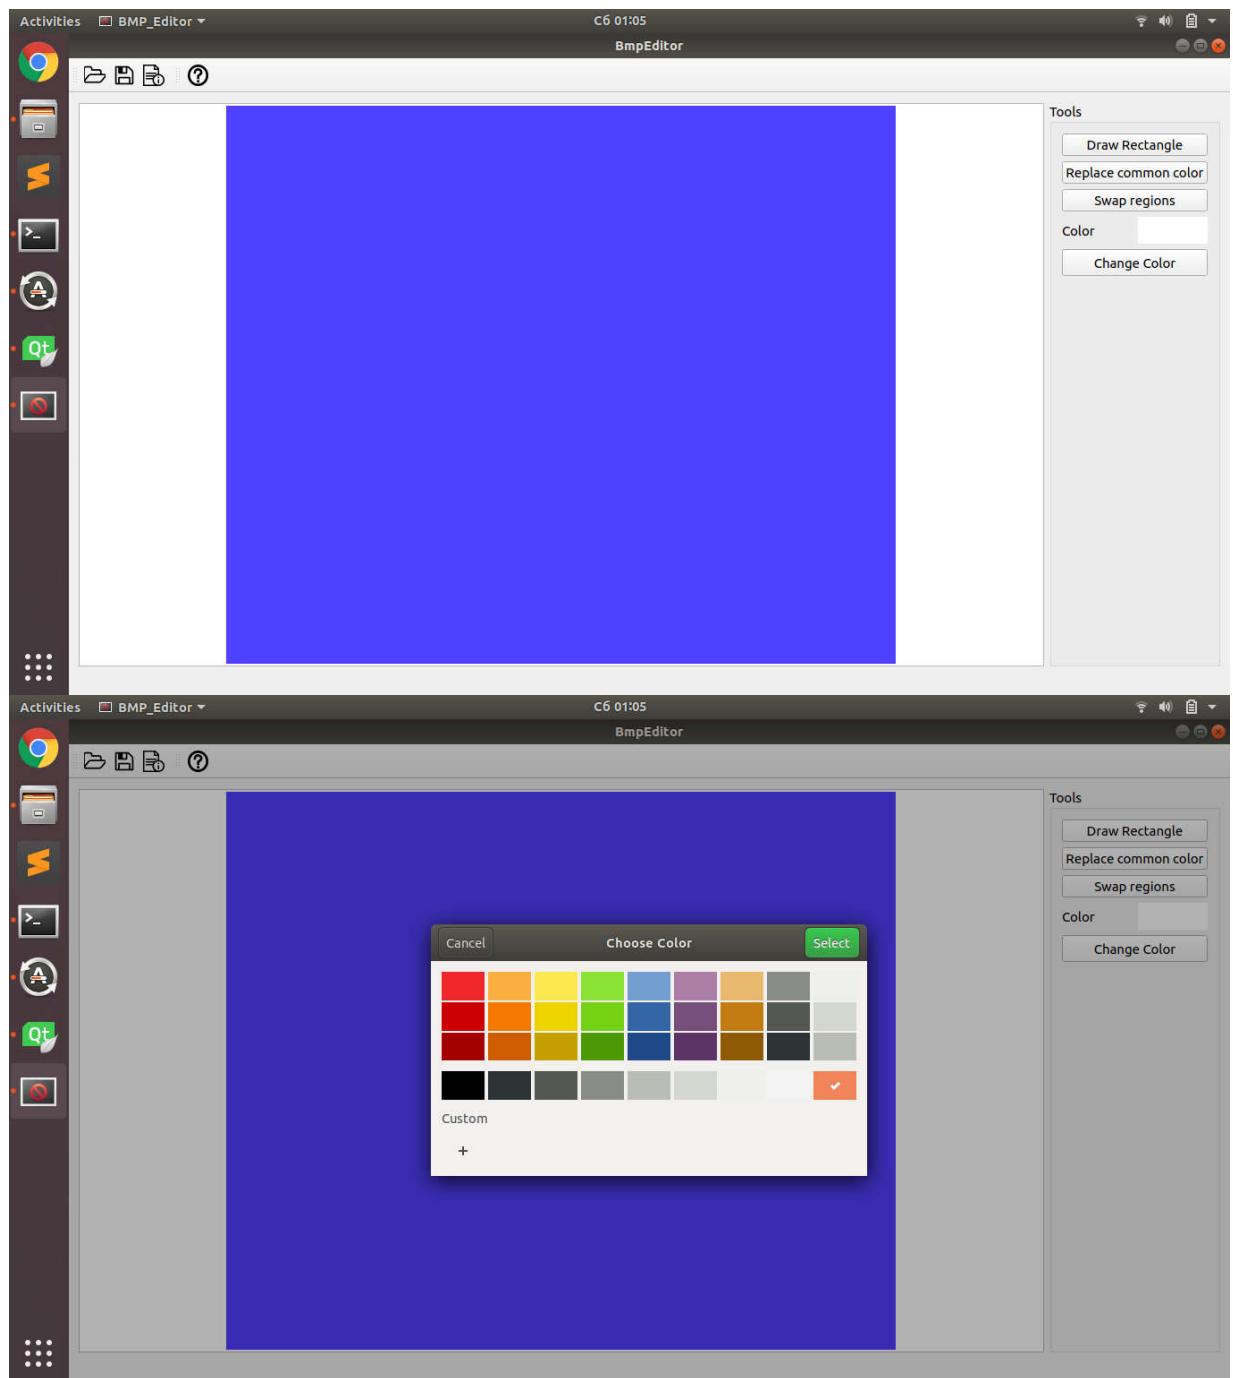 Activities BMP_Editor Сб 01:05
BmpEditor
Tools
Draw Rectangle
Replace common color
Swap regions
Color
Change Color
Qt
Activities BMP_Editor Сб 01:05
BmpEditor
Tools
Draw Rectangle
Replace common color
Swap regions
Color
Change Color
Cancel Choose Color Select
Qt
Custom
+